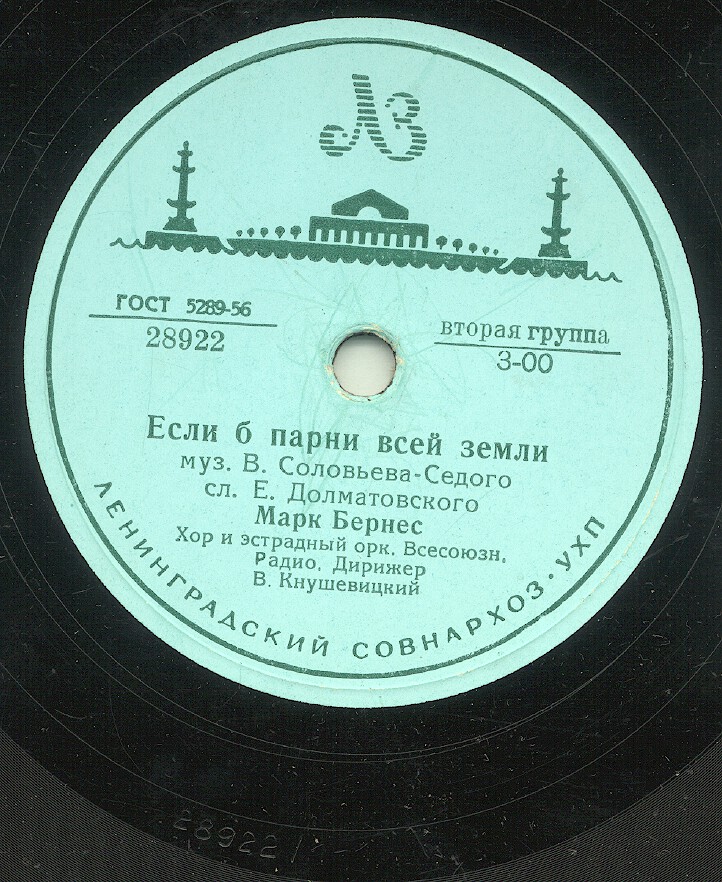 ЛЗ
ГОСТ 5289-56
28922
вторая группа
3-00
Если б парни всей земли
муз. В. Соловьева-Седого
сл. Е. Долматовского
Марк Бернес
Хор и эстрадный орк. Всесоюзн.
Радио. Дирижер
В. Кнушевицкий
ЛЕНИНГРАДСКИЙ СОВНАРХОЗ · УХП
28922/